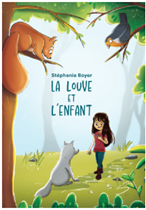 Stéphanie Boyer
LA LOUVE
ET
L'ENFANT